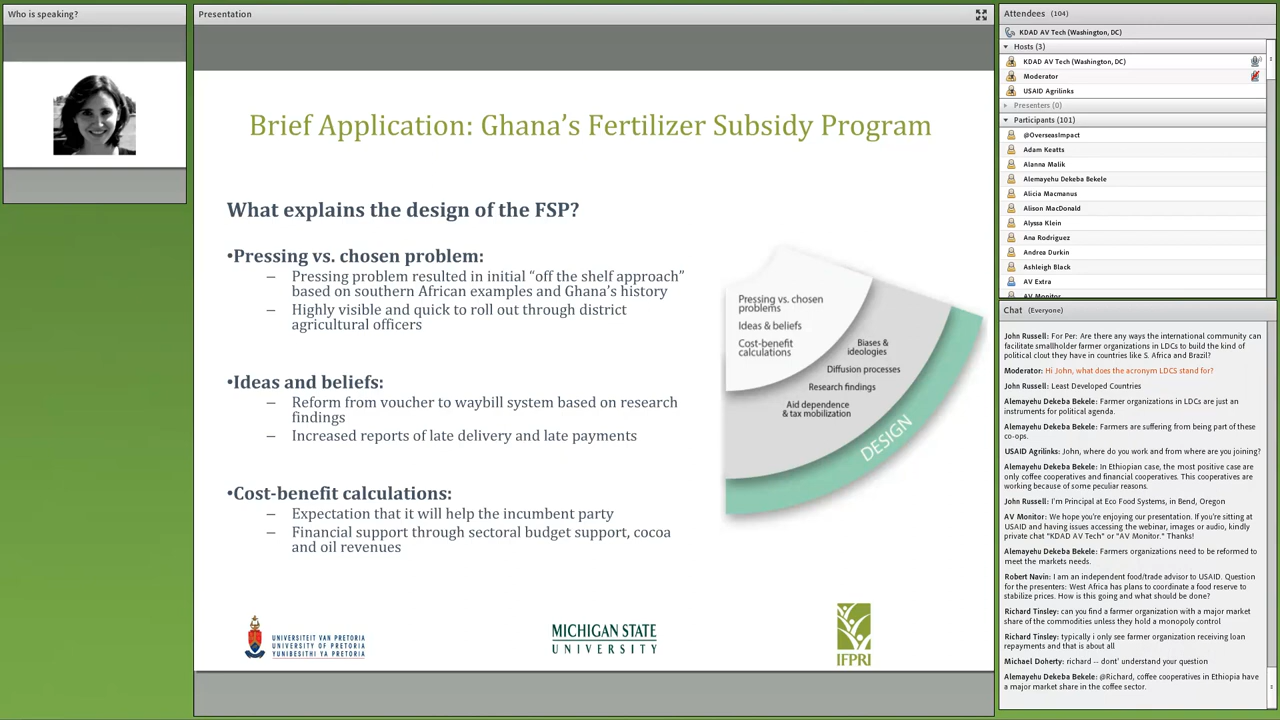 Who is speaking?
Presentation
Brief Application: Ghana's Fertilizer Subsidy Program
What explains the design of the FSP?
•Pressing vs. chosen problem:
– Pressing problem resulted in initial "off the shelf approach"
based on southern African examples and Ghana's history
– Highly visible and quick to roll out through district
agricultural officers
•Ideas and beliefs:
– Reform from voucher to waybill system based on research
findings
– Increased reports of late delivery and late payments
•Cost-benefit calculations:
– Expectation that it will help the incumbent party
– Financial support through sectoral budget support, cocoa
and oil revenues
Pressing vs. chosen
problems
Ideas & beliefs
Cost-benefit
calculations
Biases &
ideologies
Diffusion processes
Research findings
Aid dependence
& tax mobilization
DESIGN
UNIVERSITEIT VAN PRETORIA
UNIVERSITY OF PRETORIA
YUNIBESITHI YA PRETORIA
MICHIGAN STATE
UNIVERSITY
IFPRI
Attendees (104)
KDAD AV Tech (Washington, DC)
Hosts (3)
KDAD AV Tech (Washington, DC)
Moderator
USAID Agrilinks
Presenters (0)
Participants (101)
@OverseasImpact
Adam Keatts
Alanna Malik
Alemayehu Dekeba Bekele
Alicia Macmanus
Alison MacDonald
Alyssa Klein
Ana Rodriguez
Andrea Durkin
Ashleigh Black
AV Extra
AV Monitor
Chat (Everyone)
John Russell: For Per: Are there any ways the international community can
facilitate smallholder farmer organizations in LDCs to build the kind of
political clout they have in countries like S. Africa and Brazil?
Moderator: Hi John, what does the acronym LDCS stand for?
John Russell: Least Developed Countries
Alemayehu Dekeba Bekele: Farmer organizations in LDCs are just an
instruments for political agenda.
Alemayehu Dekeba Bekele: Farmers are suffering from being part of these
co-ops.
USAID Agrilinks: John, where do you work and from where are you joining?
Alemayehu Dekeba Bekele: In Ethiopian case, the most positive case are
only coffee cooperatives and financial cooperatives. This cooperatives are
working because of some peculiar reasons.
John Russell: I'm Principal at Eco Food Systems, in Bend, Oregon
AV Monitor: We hope you're enjoying our presentation. If you're sitting at
USAID and having issues accessing the webinar, images or audio, kindly
private chat "KDAD AV Tech" or "AV Monitor." Thanks!
Alemayehu Dekeba Bekele: Farmers organizations need to be reformed to
meet the markets needs.
Robert Navin: I am an independent food/trade advisor to USAID. Question
for the presenters: West Africa has plans to coordinate a food reserve to
stabilize prices. How is this going and what should be done?
Richard Tinsley: can you find a farmer organization with a major market
share of the commodities unless they hold a monopoly control
Richard Tinsley: typically i only see farmer organization receiving loan
repayments and that is about all
Michael Doherty: richard -- dont' understand your question
Alemayehu Dekeba Bekele: @Richard, coffee cooperatives in Ethiopia have
a major market share in the coffee sector.